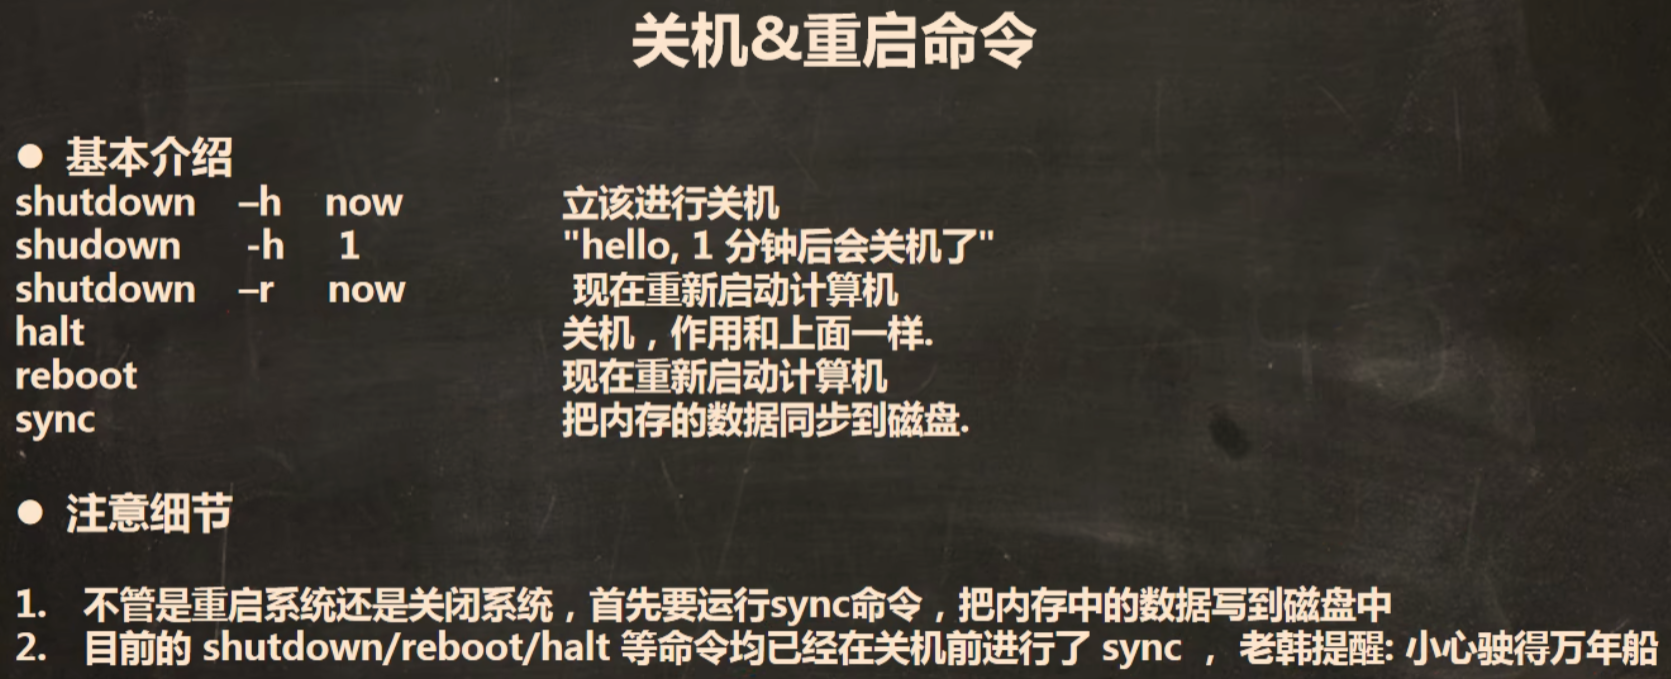 关机&重启命令
● 基本介绍
shutdown –h now 立该进行关机
shudown -h 1 "hello, 1 分钟后会关机了"
shutdown –r now 现在重新启动计算机
halt 关机，作用和上面一样.
reboot 现在重新启动计算机
sync 把内存的数据同步到磁盘.
● 注意细节
1. 不管是重启系统还是关闭系统，首先要运行sync命令，把内存中的数据写到磁盘中
2. 目前的 shutdown/reboot/halt 等命令均已经在关机前进行了 sync ， 老韩提醒: 小心驶得万年船